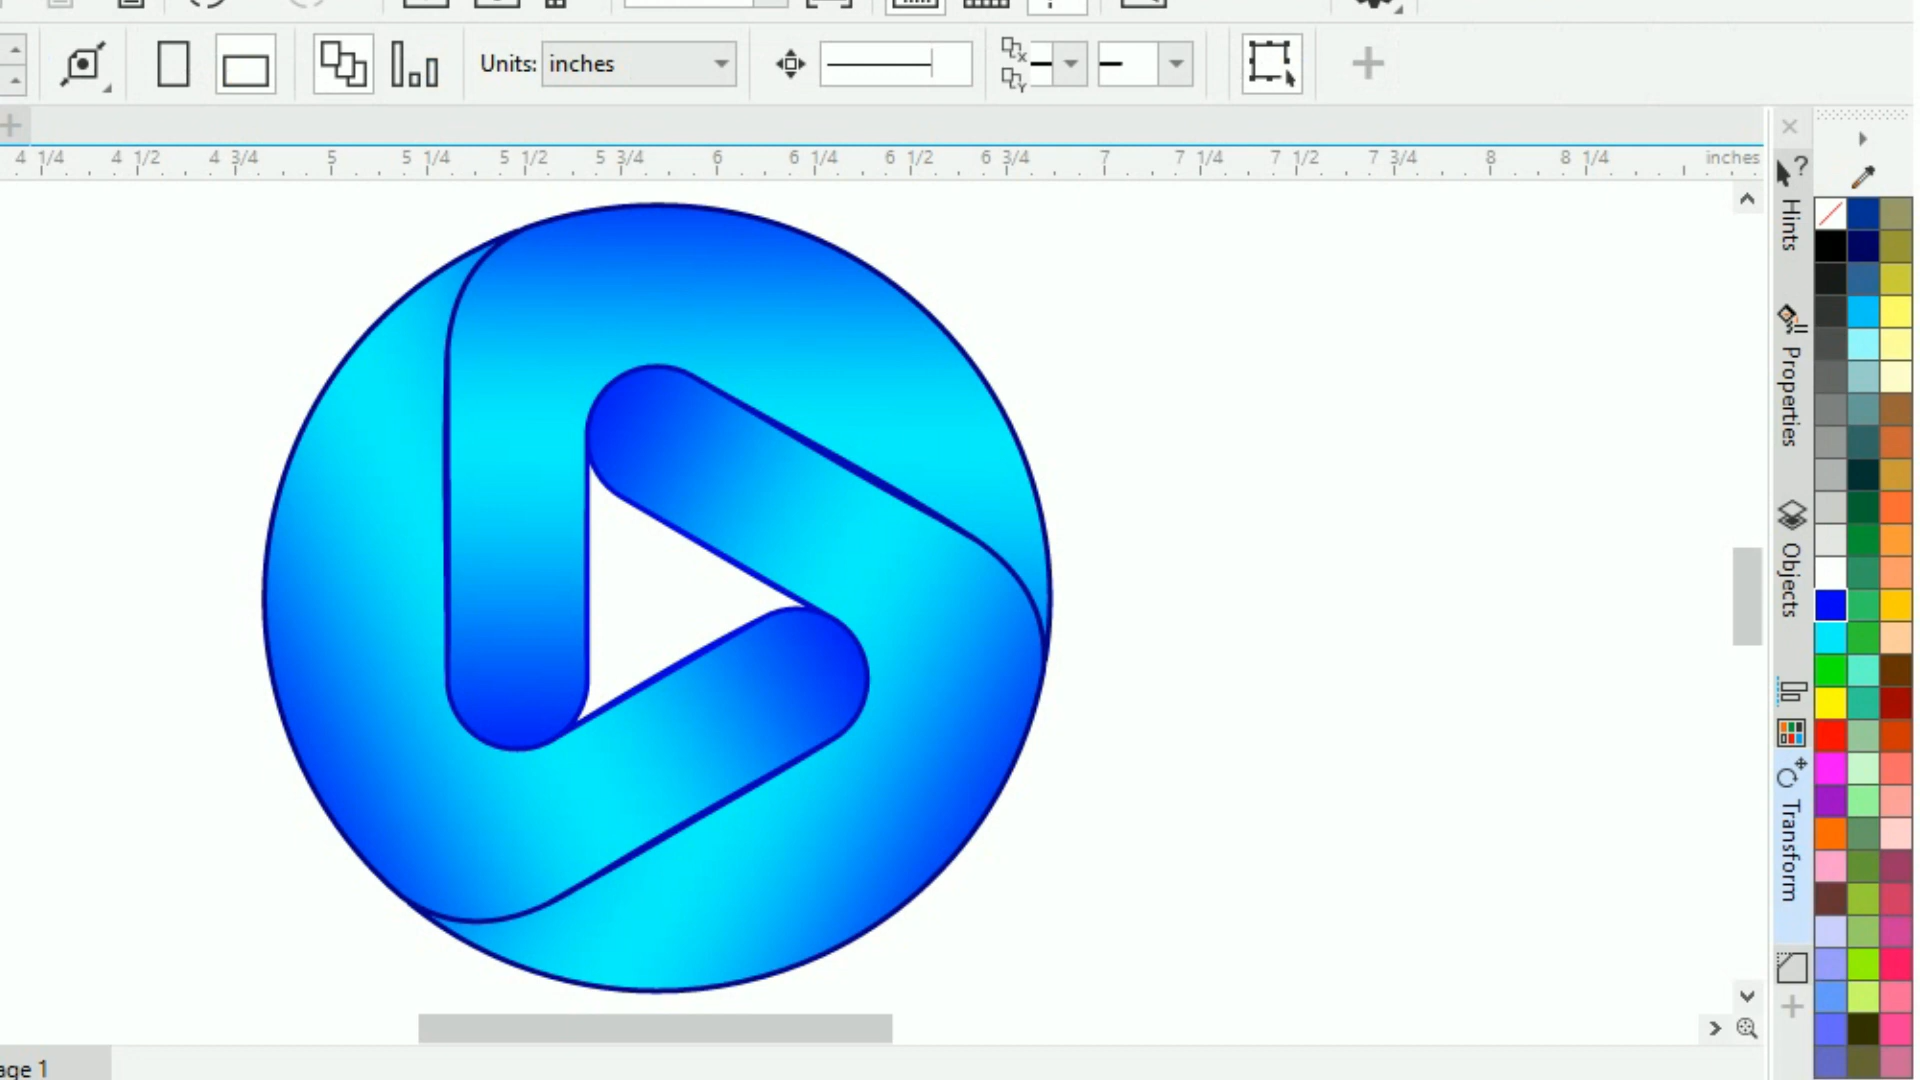 Units: inches
4 1/4 4 1/2 4 3/4 5 5 1/4 5 1/2 5 3/4 6 6 1/4 6 1/2 6 3/4 7 7 1/4 7 1/2 7 3/4 8 8 1/4 inches
Hints
Properties
Objects
Transform
age 1